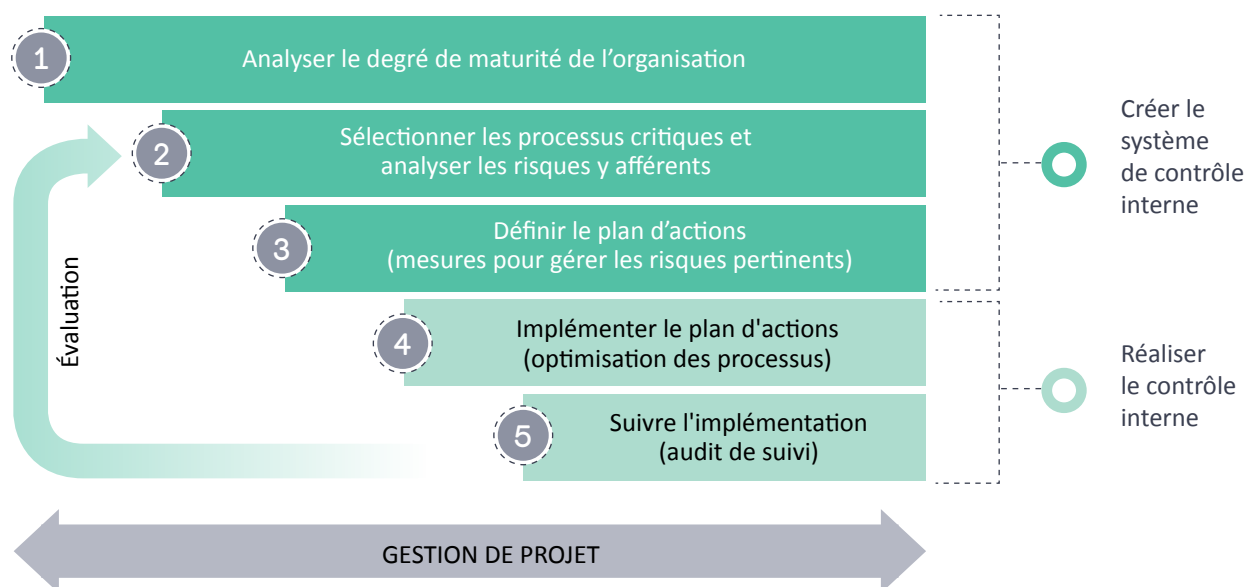 1
Analyser le degré de maturité de l’organisation
2
Sélectionner les processus critiques et
analyser les risques y afférents
3
Définir le plan d’actions
(mesures pour gérer les risques pertinents)
4
Implémenter le plan d'actions
(optimisation des processus)
5
Suivre l'implémentation
(audit de suivi)
Évaluation
Créer le
système
de contrôle
interne
Réaliser
le contrôle
interne
GESTION DE PROJET